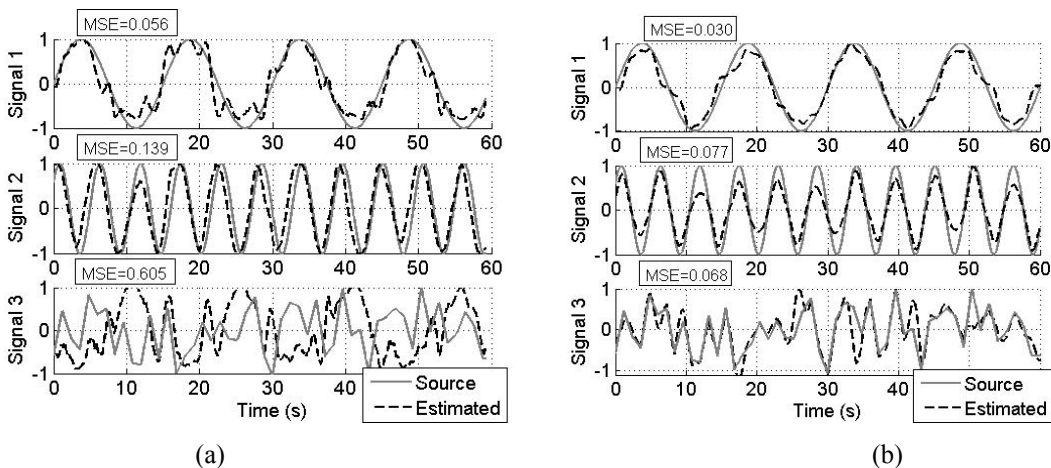 MSE=0.056
Signal 1
1
0
-1
0 10 20 30 40 50 60
MSE=0.139
Signal 2
1
0
-1
0 10 20 30 40 50 60
MSE=0.605
Signal 3
1
0
-1
0 10 20 30 40
Time (s)
Source
Estimated
(a)
MSE=0.030
Signal 1
1
0
-1
0 10 20 30 40 50 60
MSE=0.077
Signal 2
1
0
-1
0 10 20 30 40 50 60
MSE=0.068
Signal 3
1
0
-1
0 10 20 30 40
Time (s)
Source
Estimated
(b)